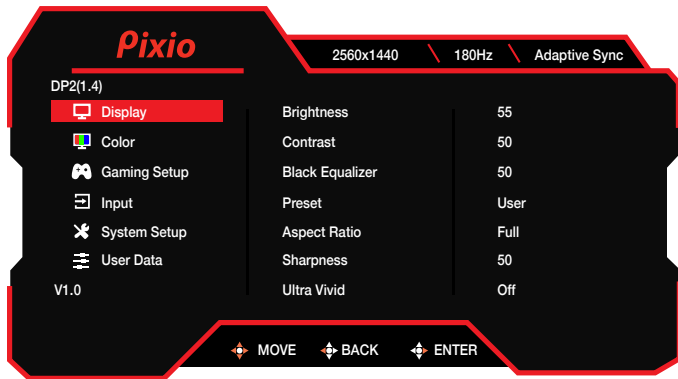 Pixio
2560x1440 \ 180Hz \ Adaptive Sync
DP2(1.4)
Display Brightness 55
Color Contrast 50
Gaming Setup Black Equalizer 50
Input Preset User
System Setup Aspect Ratio Full
User Data Sharpness 50
V1.0 Ultra Vivid Off
MOVE BACK ENTER